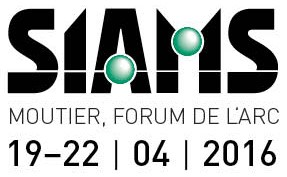 SIAMS
MOUTIER, FORUM DE L'ARC
19–22 | 04 | 2016